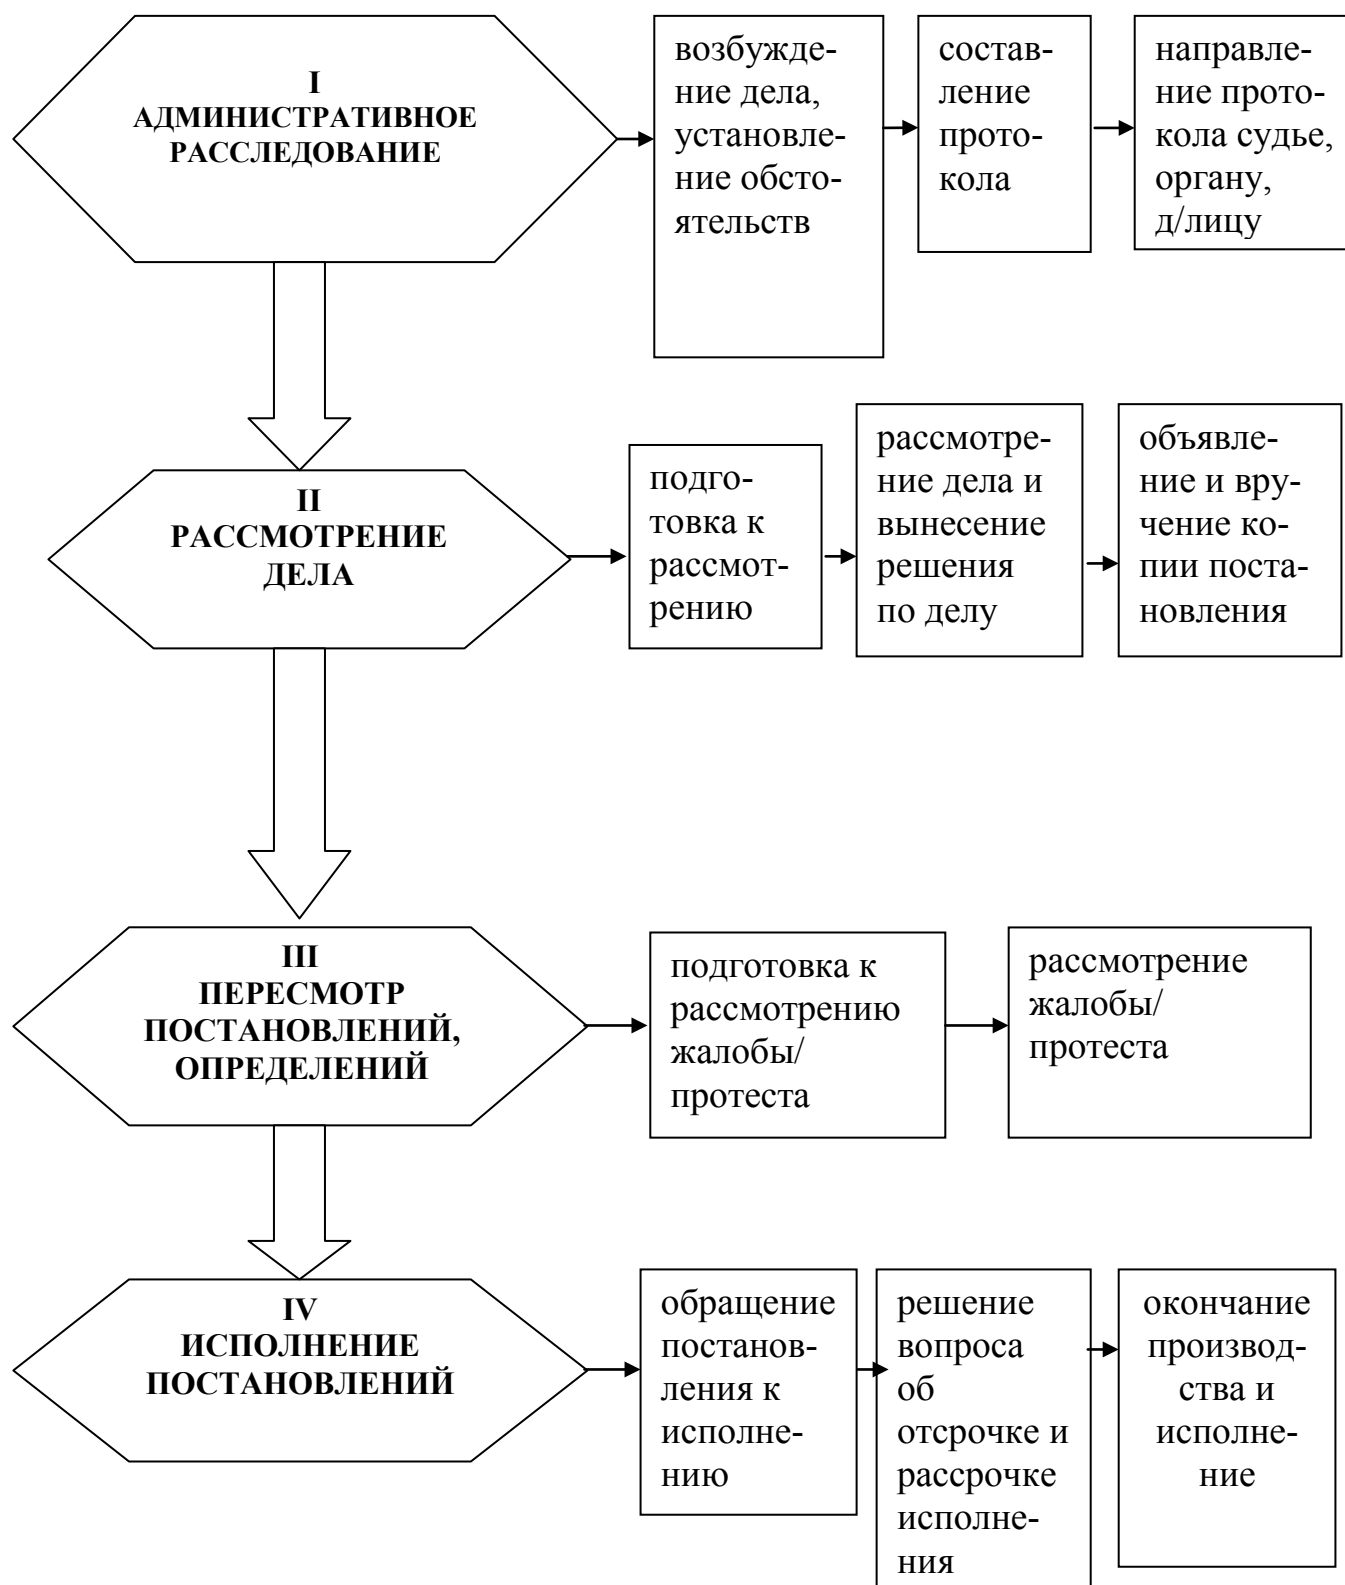 I
АДМИНИСТРАТИВНОЕ
РАССЛЕДОВАНИЕ
возбужде-
ние дела,
установле-
ние обсто-
ятельств
состав-
ление
прото-
кола
направле-
ние прото-
кола судье,
органу,
д/лицу
II
РАССМОТРЕНИЕ
ДЕЛА
подго-
товка к
рассмот-
рению
рассмотре-
ние дела и
вынесение
решения
по делу
объявле-
ние и вру-
чение ко-
пии поста-
новления
III
ПЕРЕСМОТР
ПОСТАНОВЛЕНИЙ,
ОПРЕДЕЛЕНИЙ
подготовка к
рассмотрению
жалобы/
протеста
рассмотрение
жалобы/
протеста
IV
ИСПОЛНЕНИЕ
ПОСТАНОВЛЕНИЙ
обращение
постанов-
ления к
исполне-
нию
решение
вопроса
об
отсрочке и
рассрочке
исполне-
ния
окончание
производ-
ства и
исполне-
ние